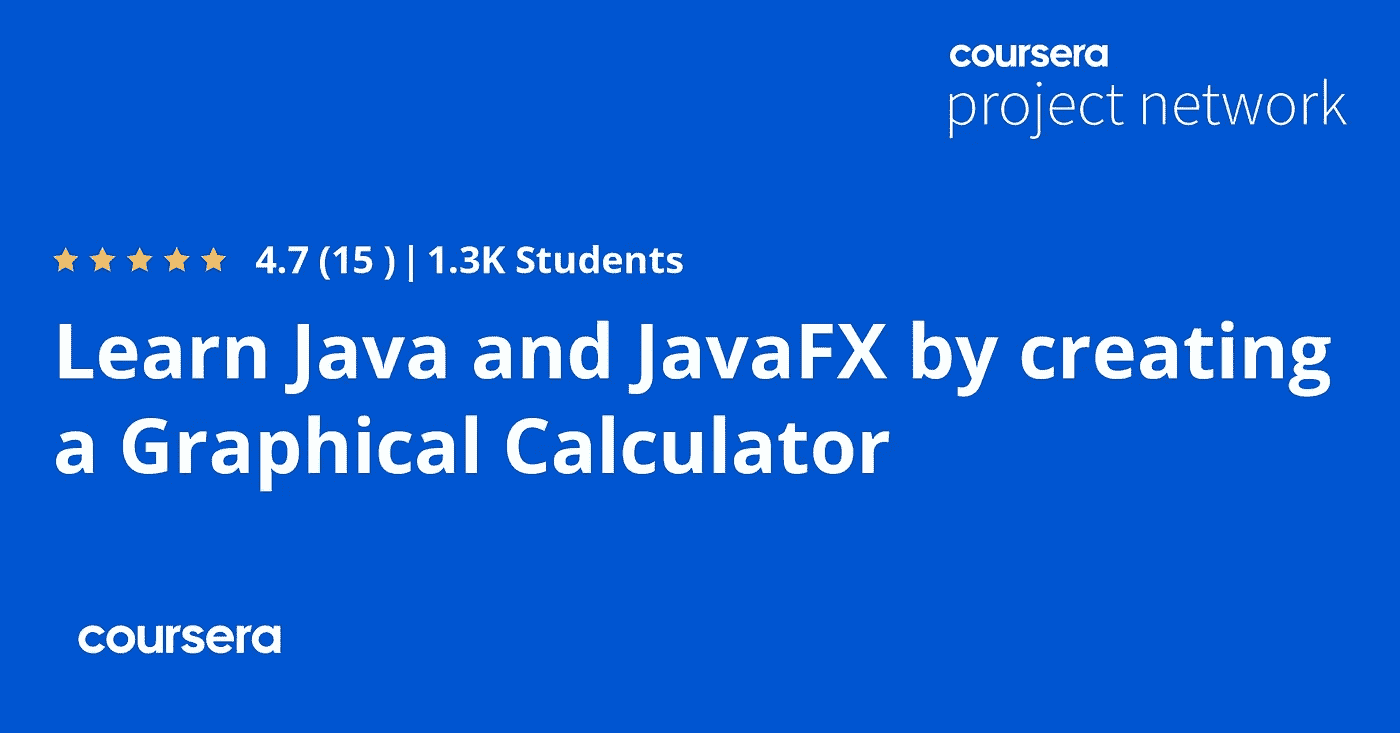 coursera
project network
4.7 (15 ) | 1.3K Students
Learn Java and JavaFX by creating
a Graphical Calculator
coursera